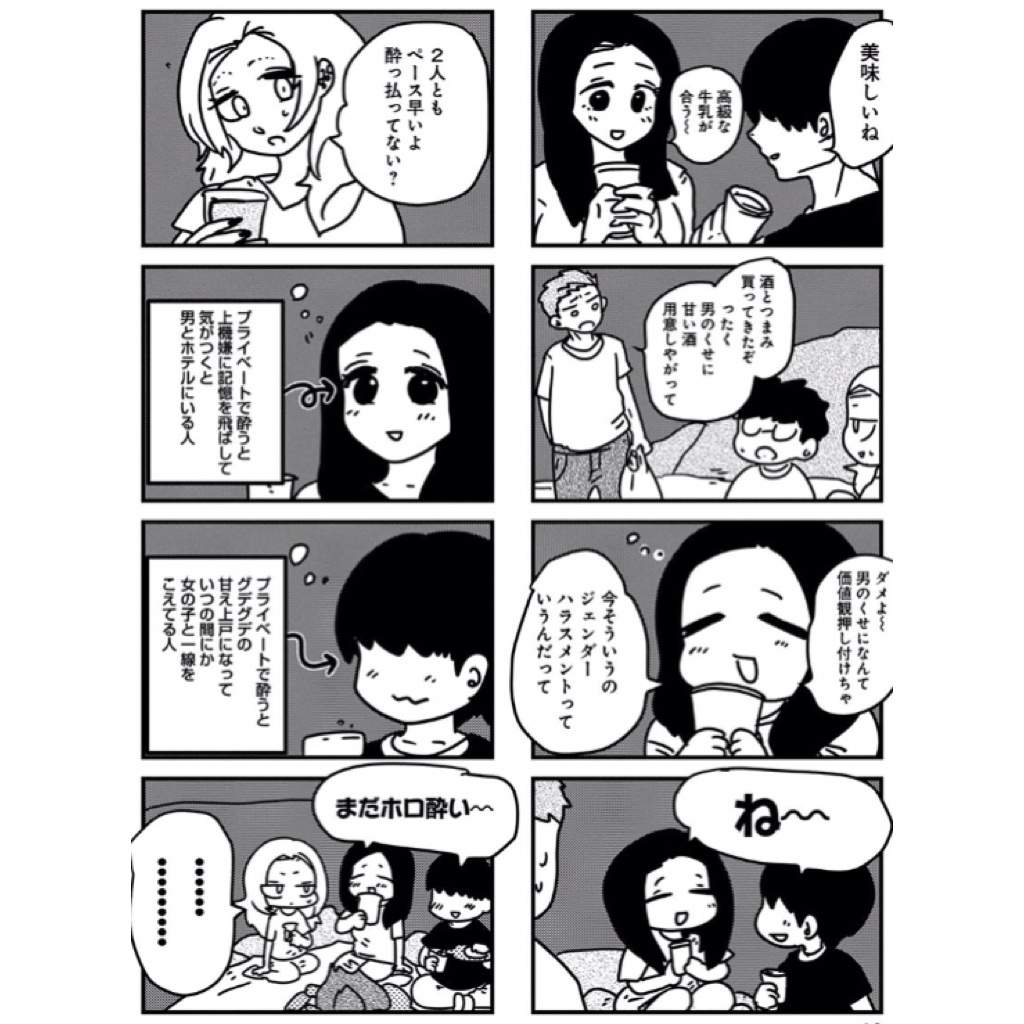 美味しいね
高級な
牛乳が
合う〜
酒とつまみ
買ってきたぞ
ったく
男のくせに
甘い酒
用意しやがって
ダメよ〜
男のくせになんて
価値観押し付けちゃ
今そういうの
ジェンダー
ハラスメントって
いうんだって
ね〜〜
2人とも
ペース早いよ
酔っ払ってない?
プライベートで酔うと
上機嫌に記憶を飛ばして
気がつくと
男とホテルにいる人
プライベートで酔うと
グデグデの
甘え上戸になって
いつの間にか
女の子と一線を
こえてる人
まだホロ酔い〜〜
……
………